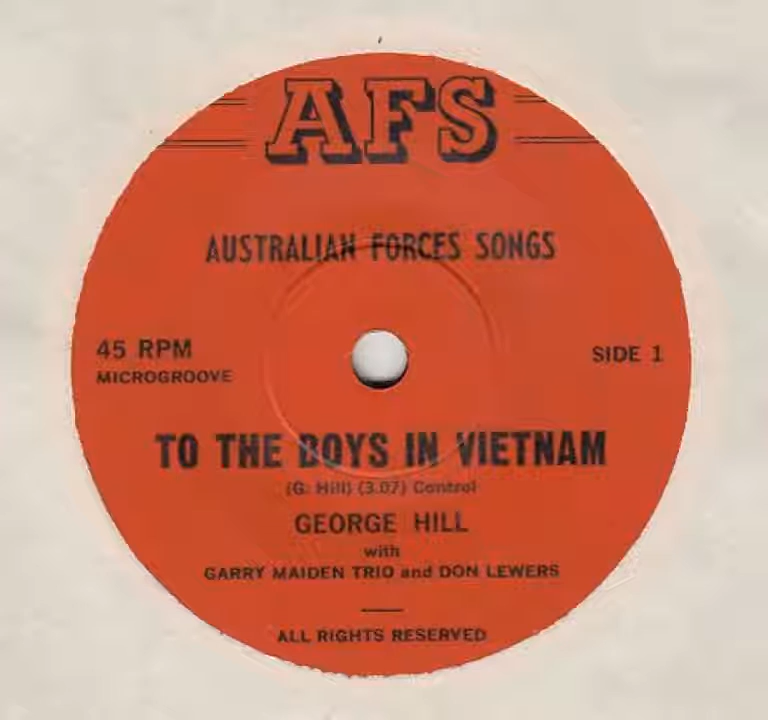 AFS
AUSTRALIAN FORCES SONGS
45 RPM
MICROGROOVE
SIDE 1
TO THE BOYS IN VIETNAM
(G. Hill) (3.07) Control
GEORGE HILL
with
GARRY MAIDEN TRIO and DON LEWERS
ALL RIGHTS RESERVED